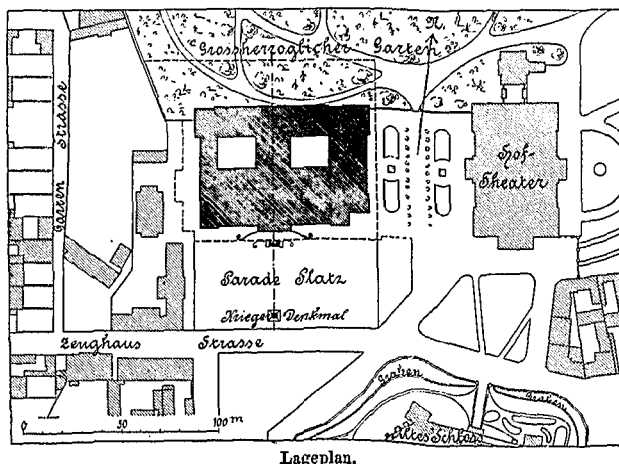 N.
Grossherzoglicher Garten
Garten Strasse
Hof-
Theater
Parade Platz
Krieger Denkmal
Zeughaus Strasse
Graben
Graben
Altes Schloss
0 50 100 m
Lageplan.